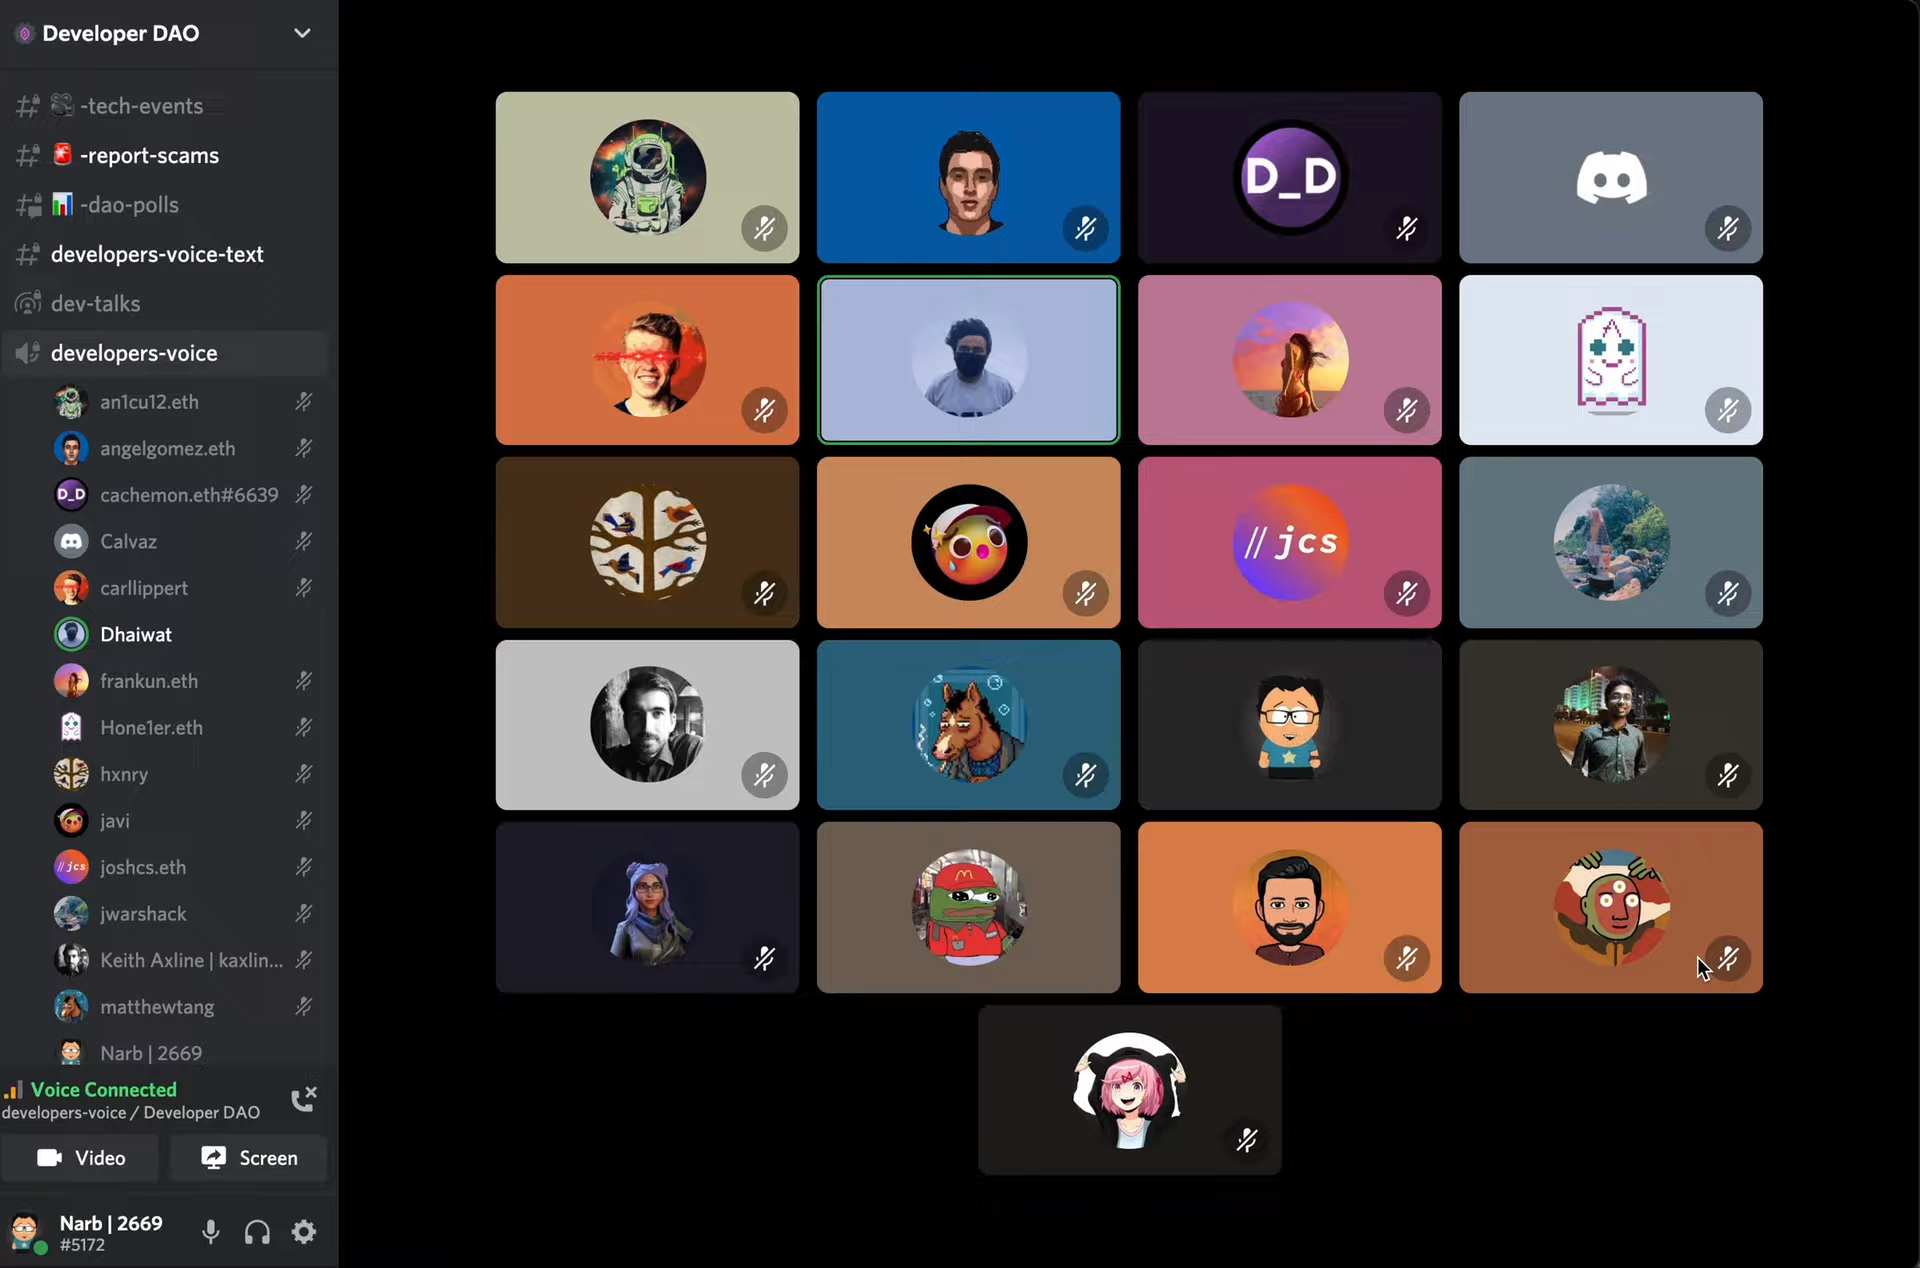 Developer DAO
-tech-events
-report-scams
-dao-polls
developers-voice-text
dev-talks
developers-voice
an1cu12.eth
angelgomez.eth
D_D
cachemon.eth#6639
Calvaz
carllippert
Dhaiwat
frankun.eth
Hone1er.eth
hxnry
javi
//jcs
joshcs.eth
jwarshack
Keith Axline | kaxlin...
matthewtang
Narb | 2669
Voice Connected
developers-voice / Developer DAO
Video
Screen
Narb | 2669
#5172
D_D
// jcs